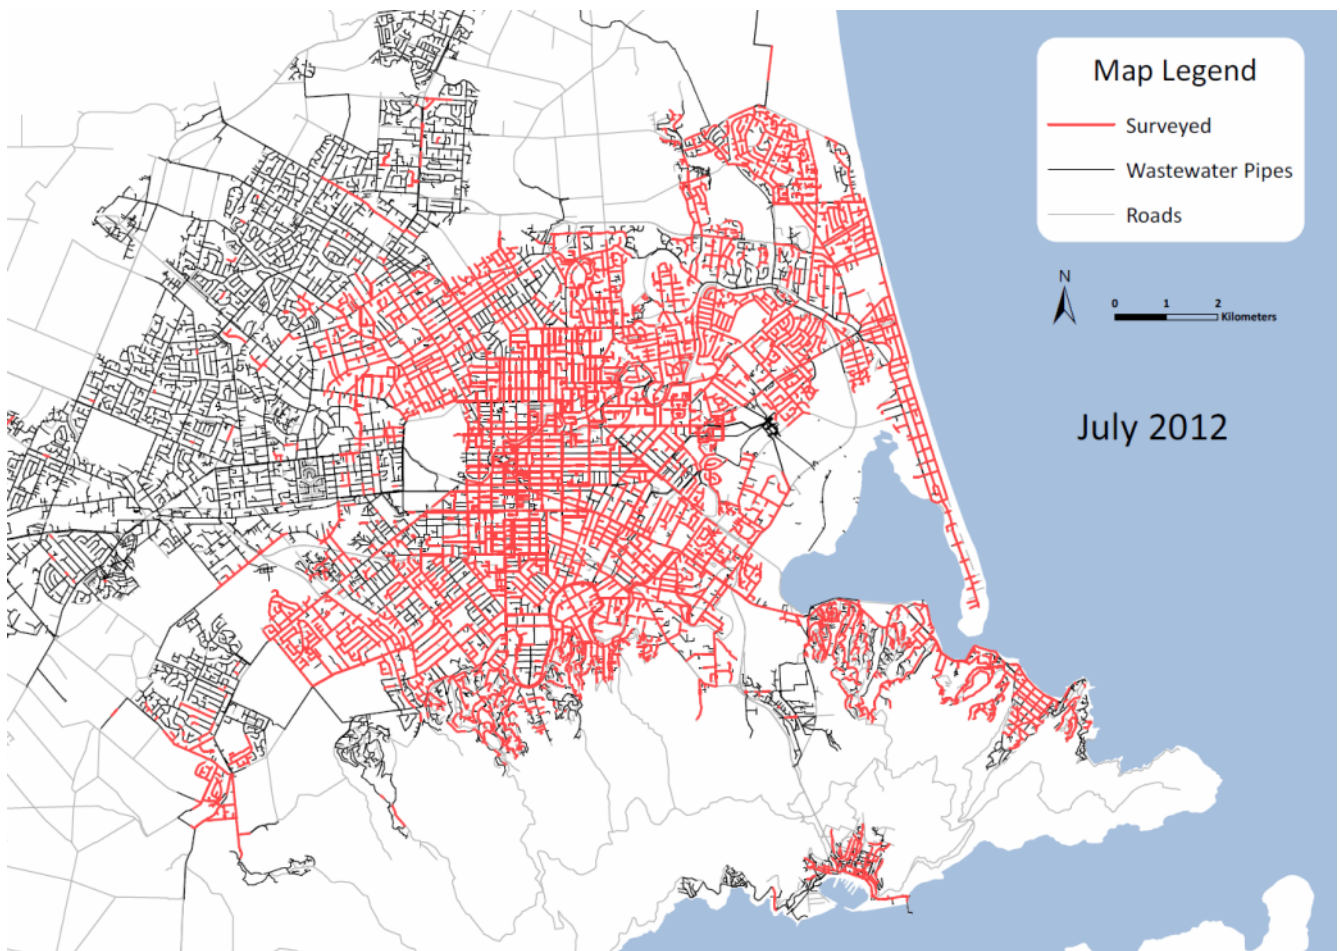 Map Legend
Surveyed
Wastewater Pipes
Roads
N
0 1 2
Kilometers
July 2012